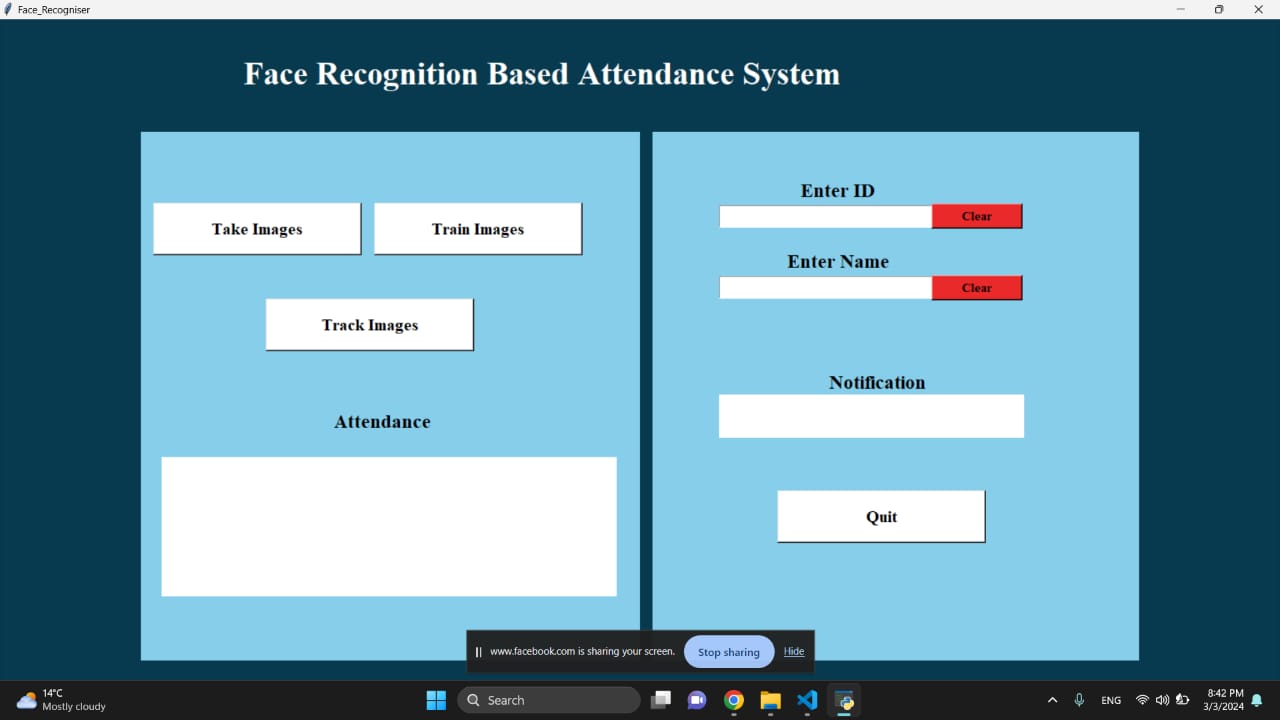 Face_Recogniser
Face Recognition Based Attendance System
Take Images
Train Images
Track Images
Attendance
Enter ID
Clear
Enter Name
Clear
Notification
Quit
www.facebook.com is sharing your screen.
Stop sharing
Hide
14°C
Mostly cloudy
Search
ENG
8:42 PM
3/3/2024